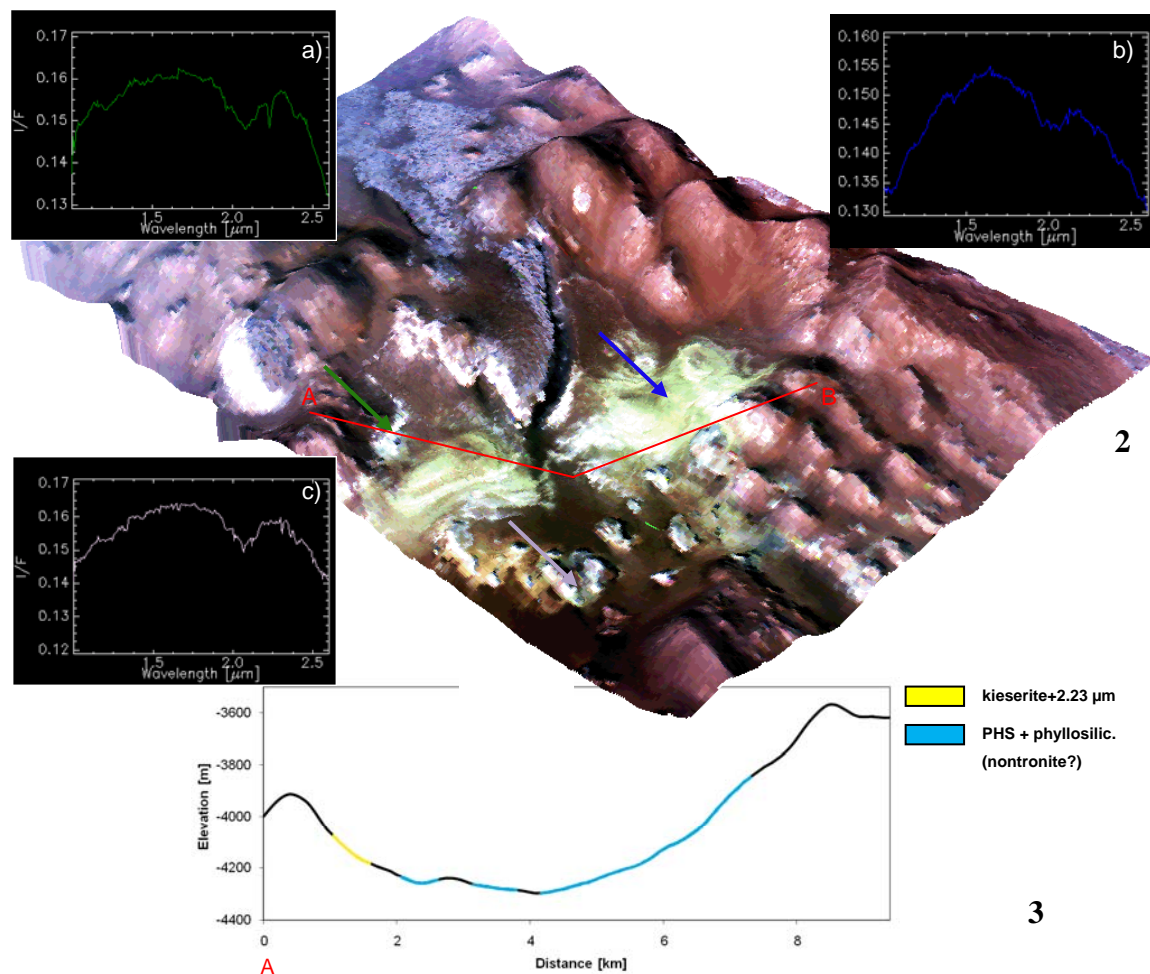 a)
0.17
0.16
0.15
0.14
0.13
I/F
1.5 2.0 2.5
Wavelength [μm]
b)
0.160
0.155
0.150
0.145
0.140
0.135
0.130
1.5 2.0 2.5
Wavelength [μm]
A
B
2
c)
0.17
0.16
0.15
0.14
0.13
0.12
I/F
1.5 2.0 2.5
Wavelength [μm]
kieserite+2.23 µm
PHS + phyllosilic.
(nontronite?)
-3600
-3800
-4000
-4200
-4400
Elevation [m]
0 2 4 6 8
Distance [km]
A
3